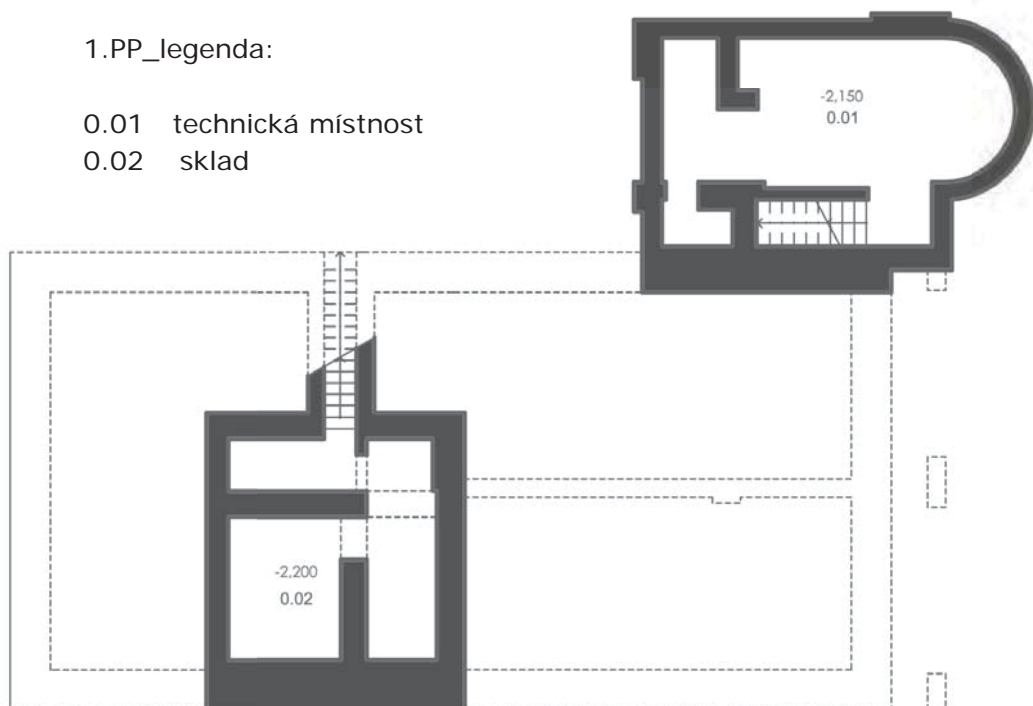 1.PP_legenda:
0.01 technická místnost
0.02 sklad
-2,150
0.01
-2,200
0.02